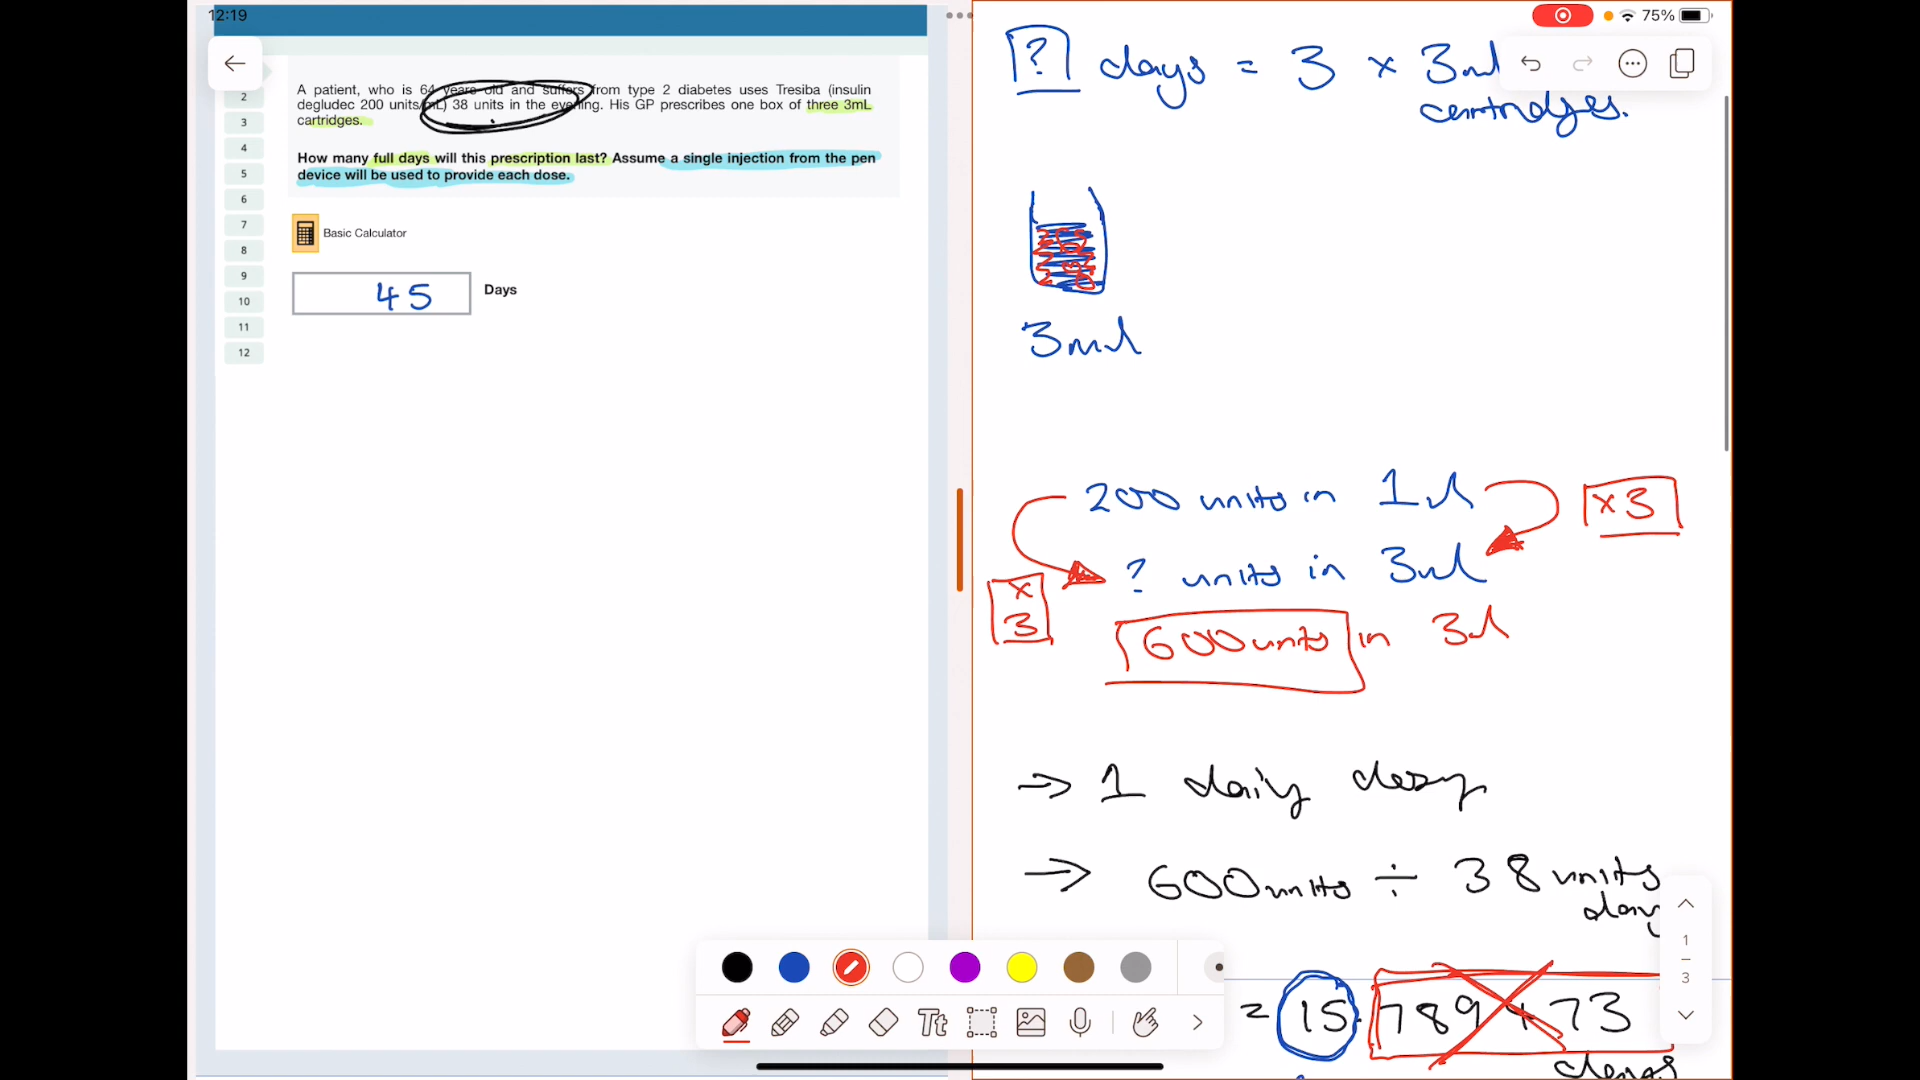 12:19
75%
A patient, who is 64 years old and suffers from type 2 diabetes uses Tresiba (insulin
degludec 200 units/mL) 38 units in the evening. His GP prescribes one box of three 3mL
cartridges.
How many full days will this prescription last? Assume a single injection from the pen
device will be used to provide each dose.
2
3
4
5
6
7
8
9
10
11
12
Basic Calculator
45 Days
? days = 3 x 3ml
cartridges.
3ml
200 units in 1ml
x3
? units in 3ml
x
3
600 units in 3ml
→ 1 daily
→ 600 units ÷ 38 units
day
= 15.789473
days
1
3
Tt